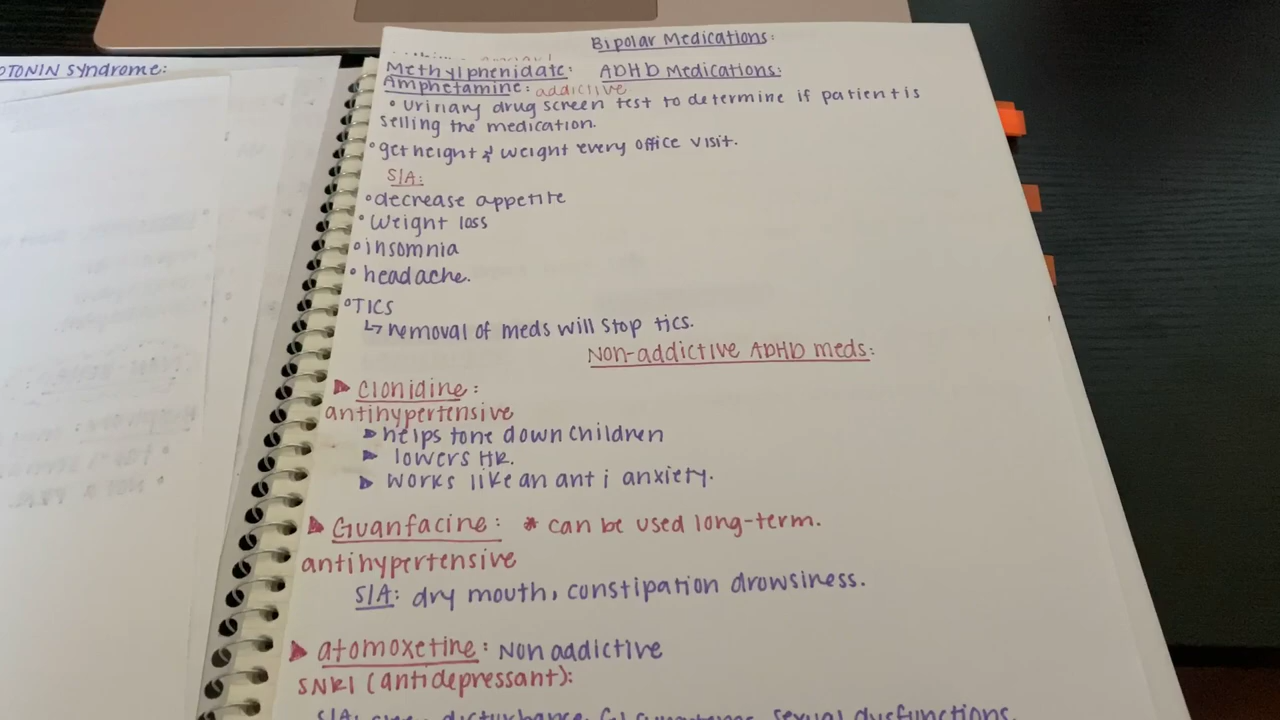 OTONIN Syndrome:
Bipolar Medications:
Methylphenidate: ADHD Medications:
Amphetamine: addictive
• urinary drug screen test to determine if patient is
selling the medication.
• get height & weight every office visit.
S/A:
• decrease appetite
• Weight loss
• insomnia
• headache.
• TICS
↳ removal of meds will stop tics.
Non-addictive ADHD meds:
▸ Clonidine:
antihypertensive
▸ helps tone down children
▸ lowers HR.
▸ works like an anti anxiety.
▸ Guanfacine: * can be used long-term.
antihypertensive
S/A: dry mouth, constipation drowsiness.
▸ atomoxetine: Non addictive
SNRI (antidepressant):
S/A: disturbance, sexual dysfunctions.